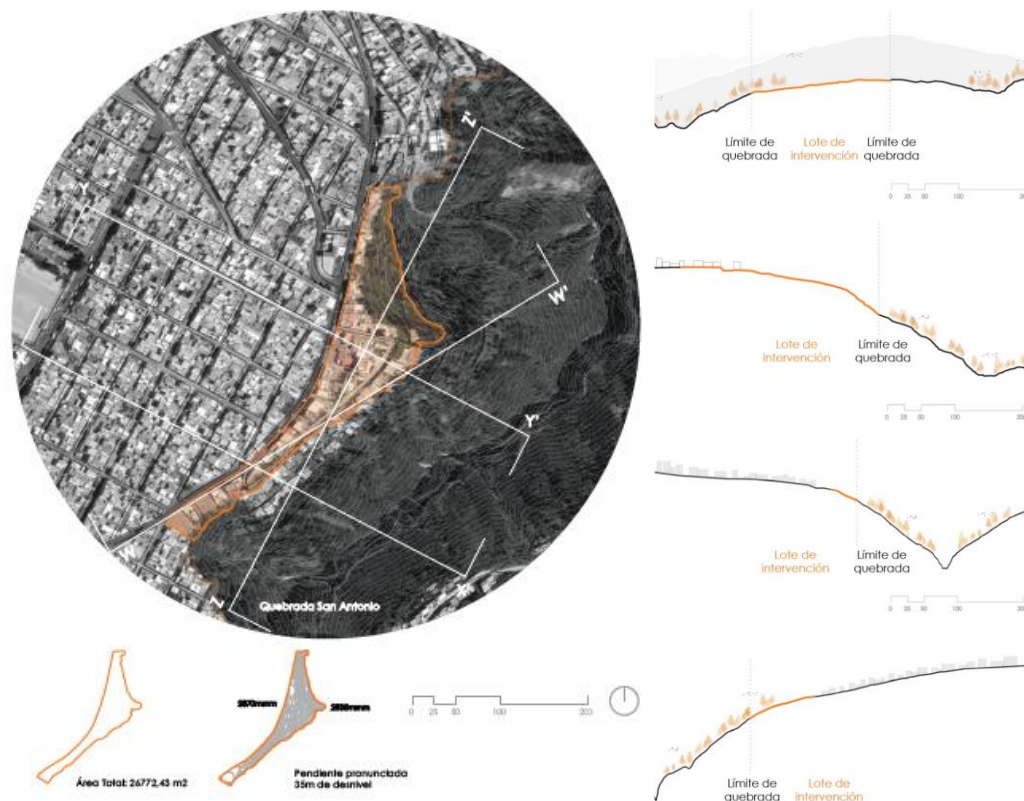 Z'
Y
W'
Y'
W
X'
Z
Quebrada San Antonio
Área Total: 26772,43 m2
2870msnm
Pendiente pronunciada
35m de desnivel
0 25 50 100 200
Límite de
quebrada
Lote de
intervención
Límite de
quebrada
0 25 50 100 200
Lote de
intervención
Límite de
quebrada
0 25 50 100 200
Lote de
intervención
Límite de
quebrada
0 25 50 100 200
Límite de
quebrada
Lote de
intervención